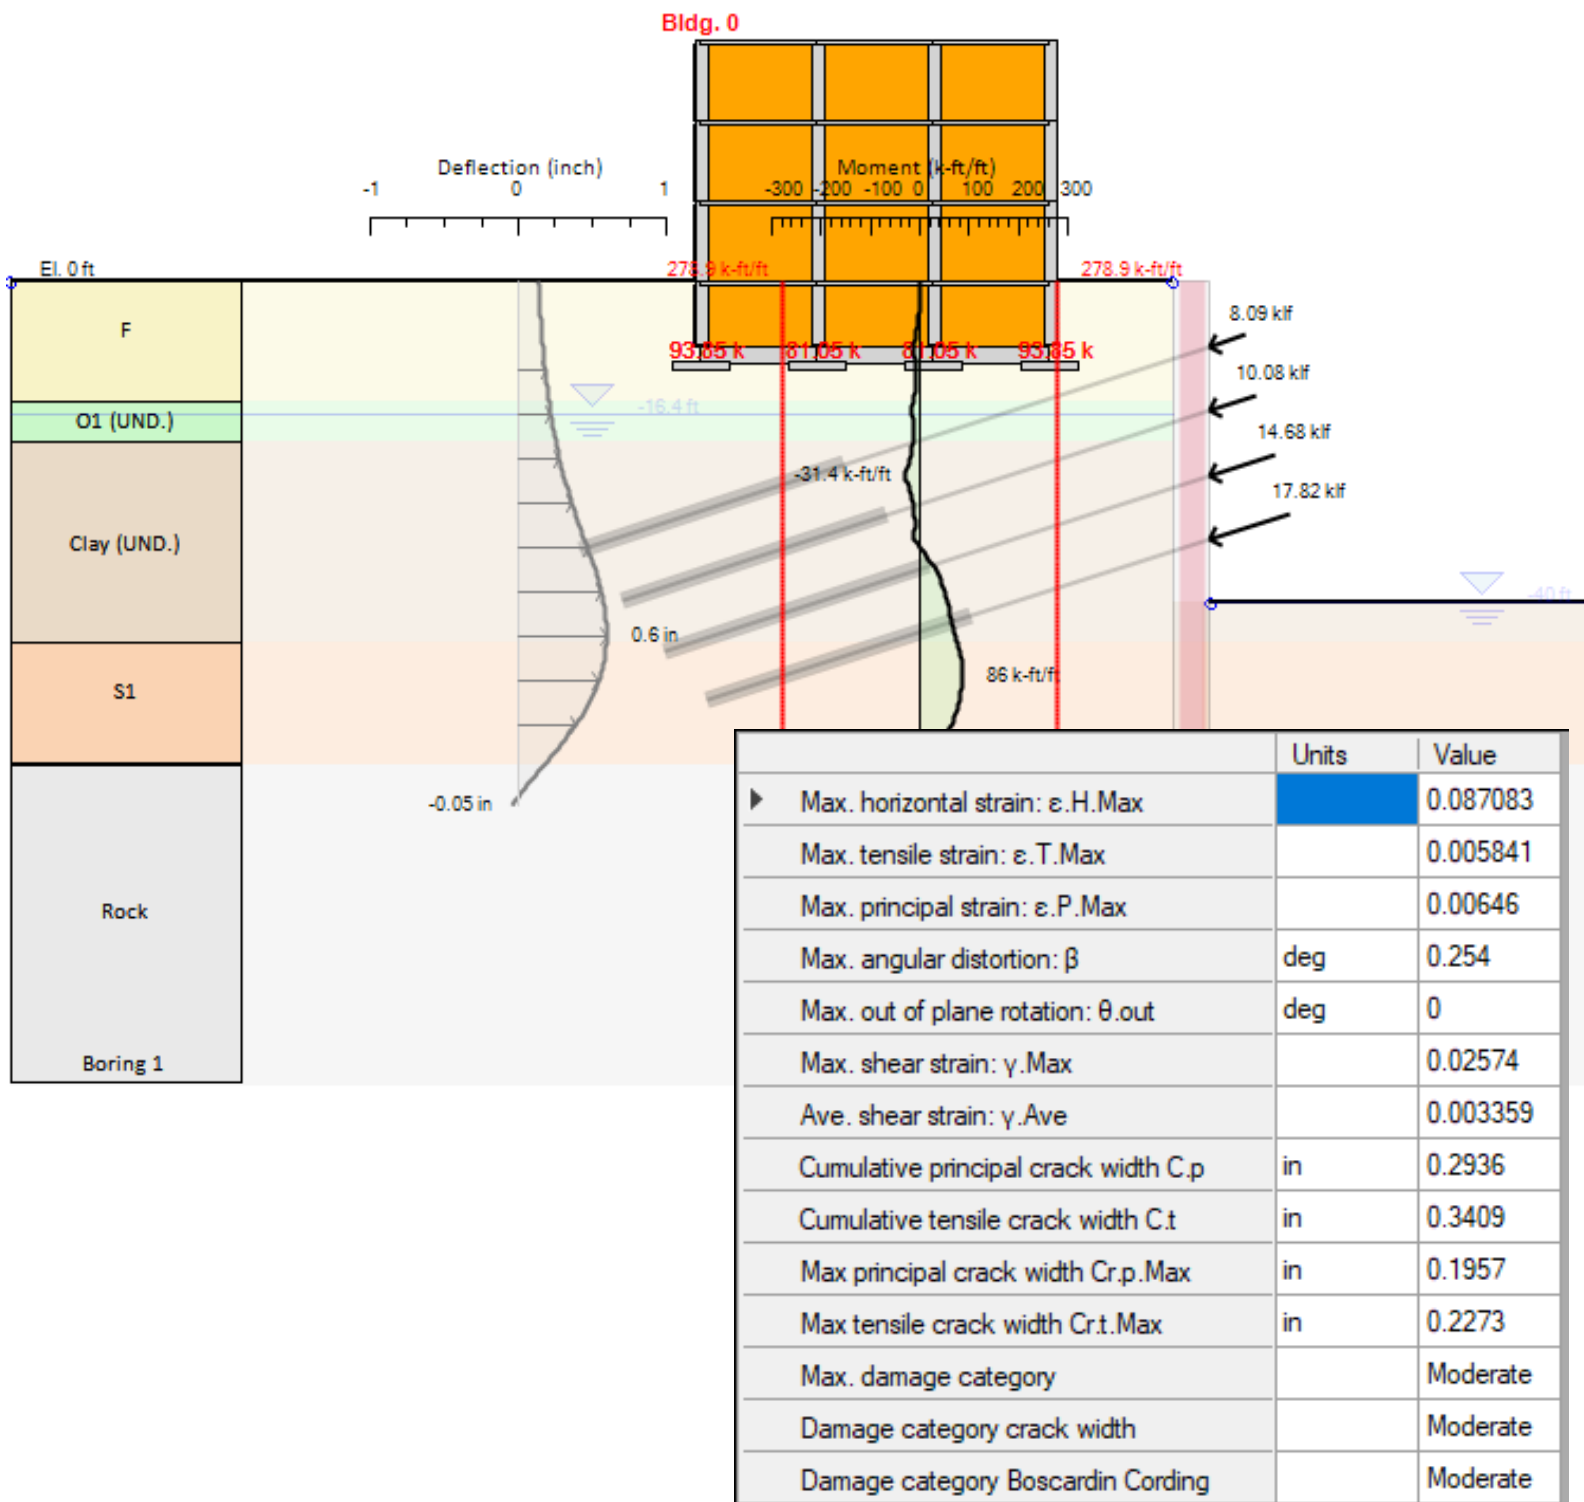 Bldg. 0
Deflection (inch)
-1 0 1
Moment (k-ft/ft)
-300 -200 -100 0 100 200 300
El. 0 ft
278.9 k-ft/ft
278.9 k-ft/ft
8.09 klf
F
93.85 k 81.05 k 81.05 k 93.85 k
10.08 klf
-16.4 ft
O1 (UND.)
14.68 klf
-31.4 k-ft/ft
17.82 klf
Clay (UND.)
-40 ft
0.6 in
86 k-ft/ft
S1
-0.05 in
Rock
Boring 1
Units Value
Max. horizontal strain: ε.H.Max 0.087083
Max. tensile strain: ε.T.Max 0.005841
Max. principal strain: ε.P.Max 0.00646
Max. angular distortion: β deg 0.254
Max. out of plane rotation: θ.out deg 0
Max. shear strain: γ.Max 0.02574
Ave. shear strain: γ.Ave 0.003359
Cumulative principal crack width C.p in 0.2936
Cumulative tensile crack width C.t in 0.3409
Max principal crack width Cr.p.Max in 0.1957
Max tensile crack width Cr.t.Max in 0.2273
Max. damage category Moderate
Damage category crack width Moderate
Damage category Boscardin Cording Moderate